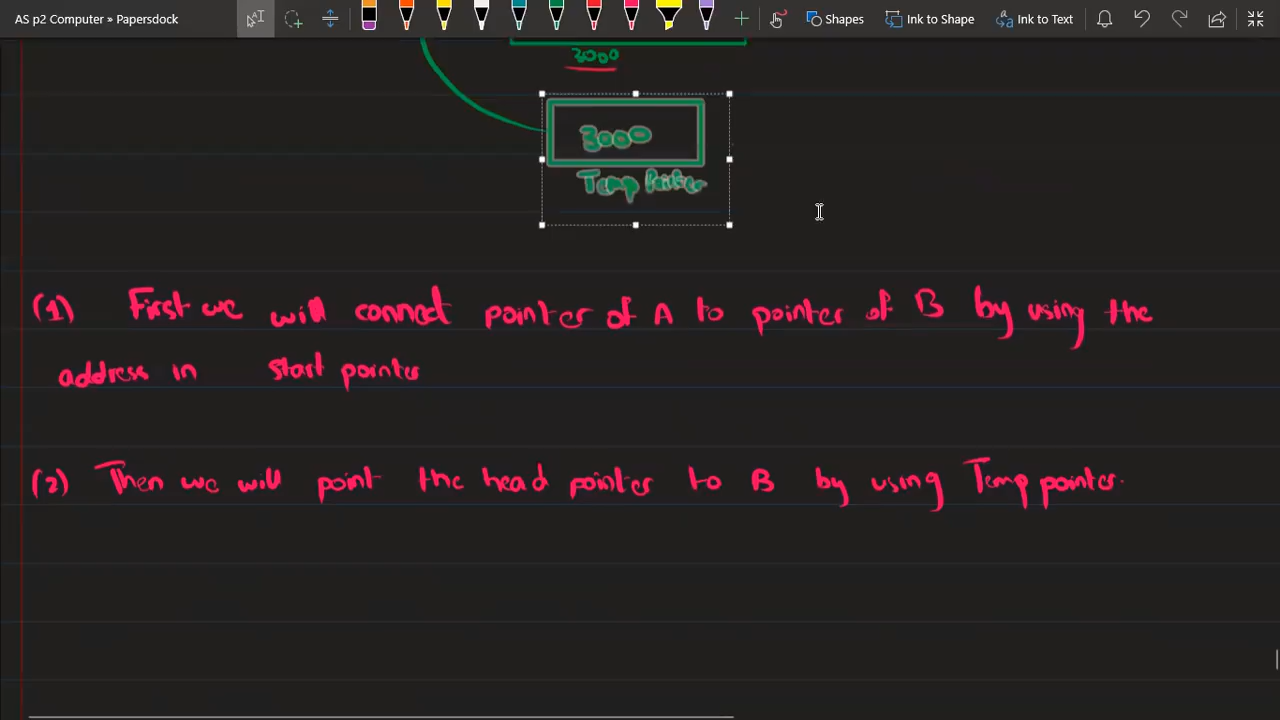 AS p2 Computer » Papersdock
Shapes
Ink to Shape
Ink to Text
3000
3000
Temp Pointer
(1) First we will connect pointer of A to pointer of B by using the
address in start pointer
(2) Then we will point the head pointer to B by using Temp pointer.